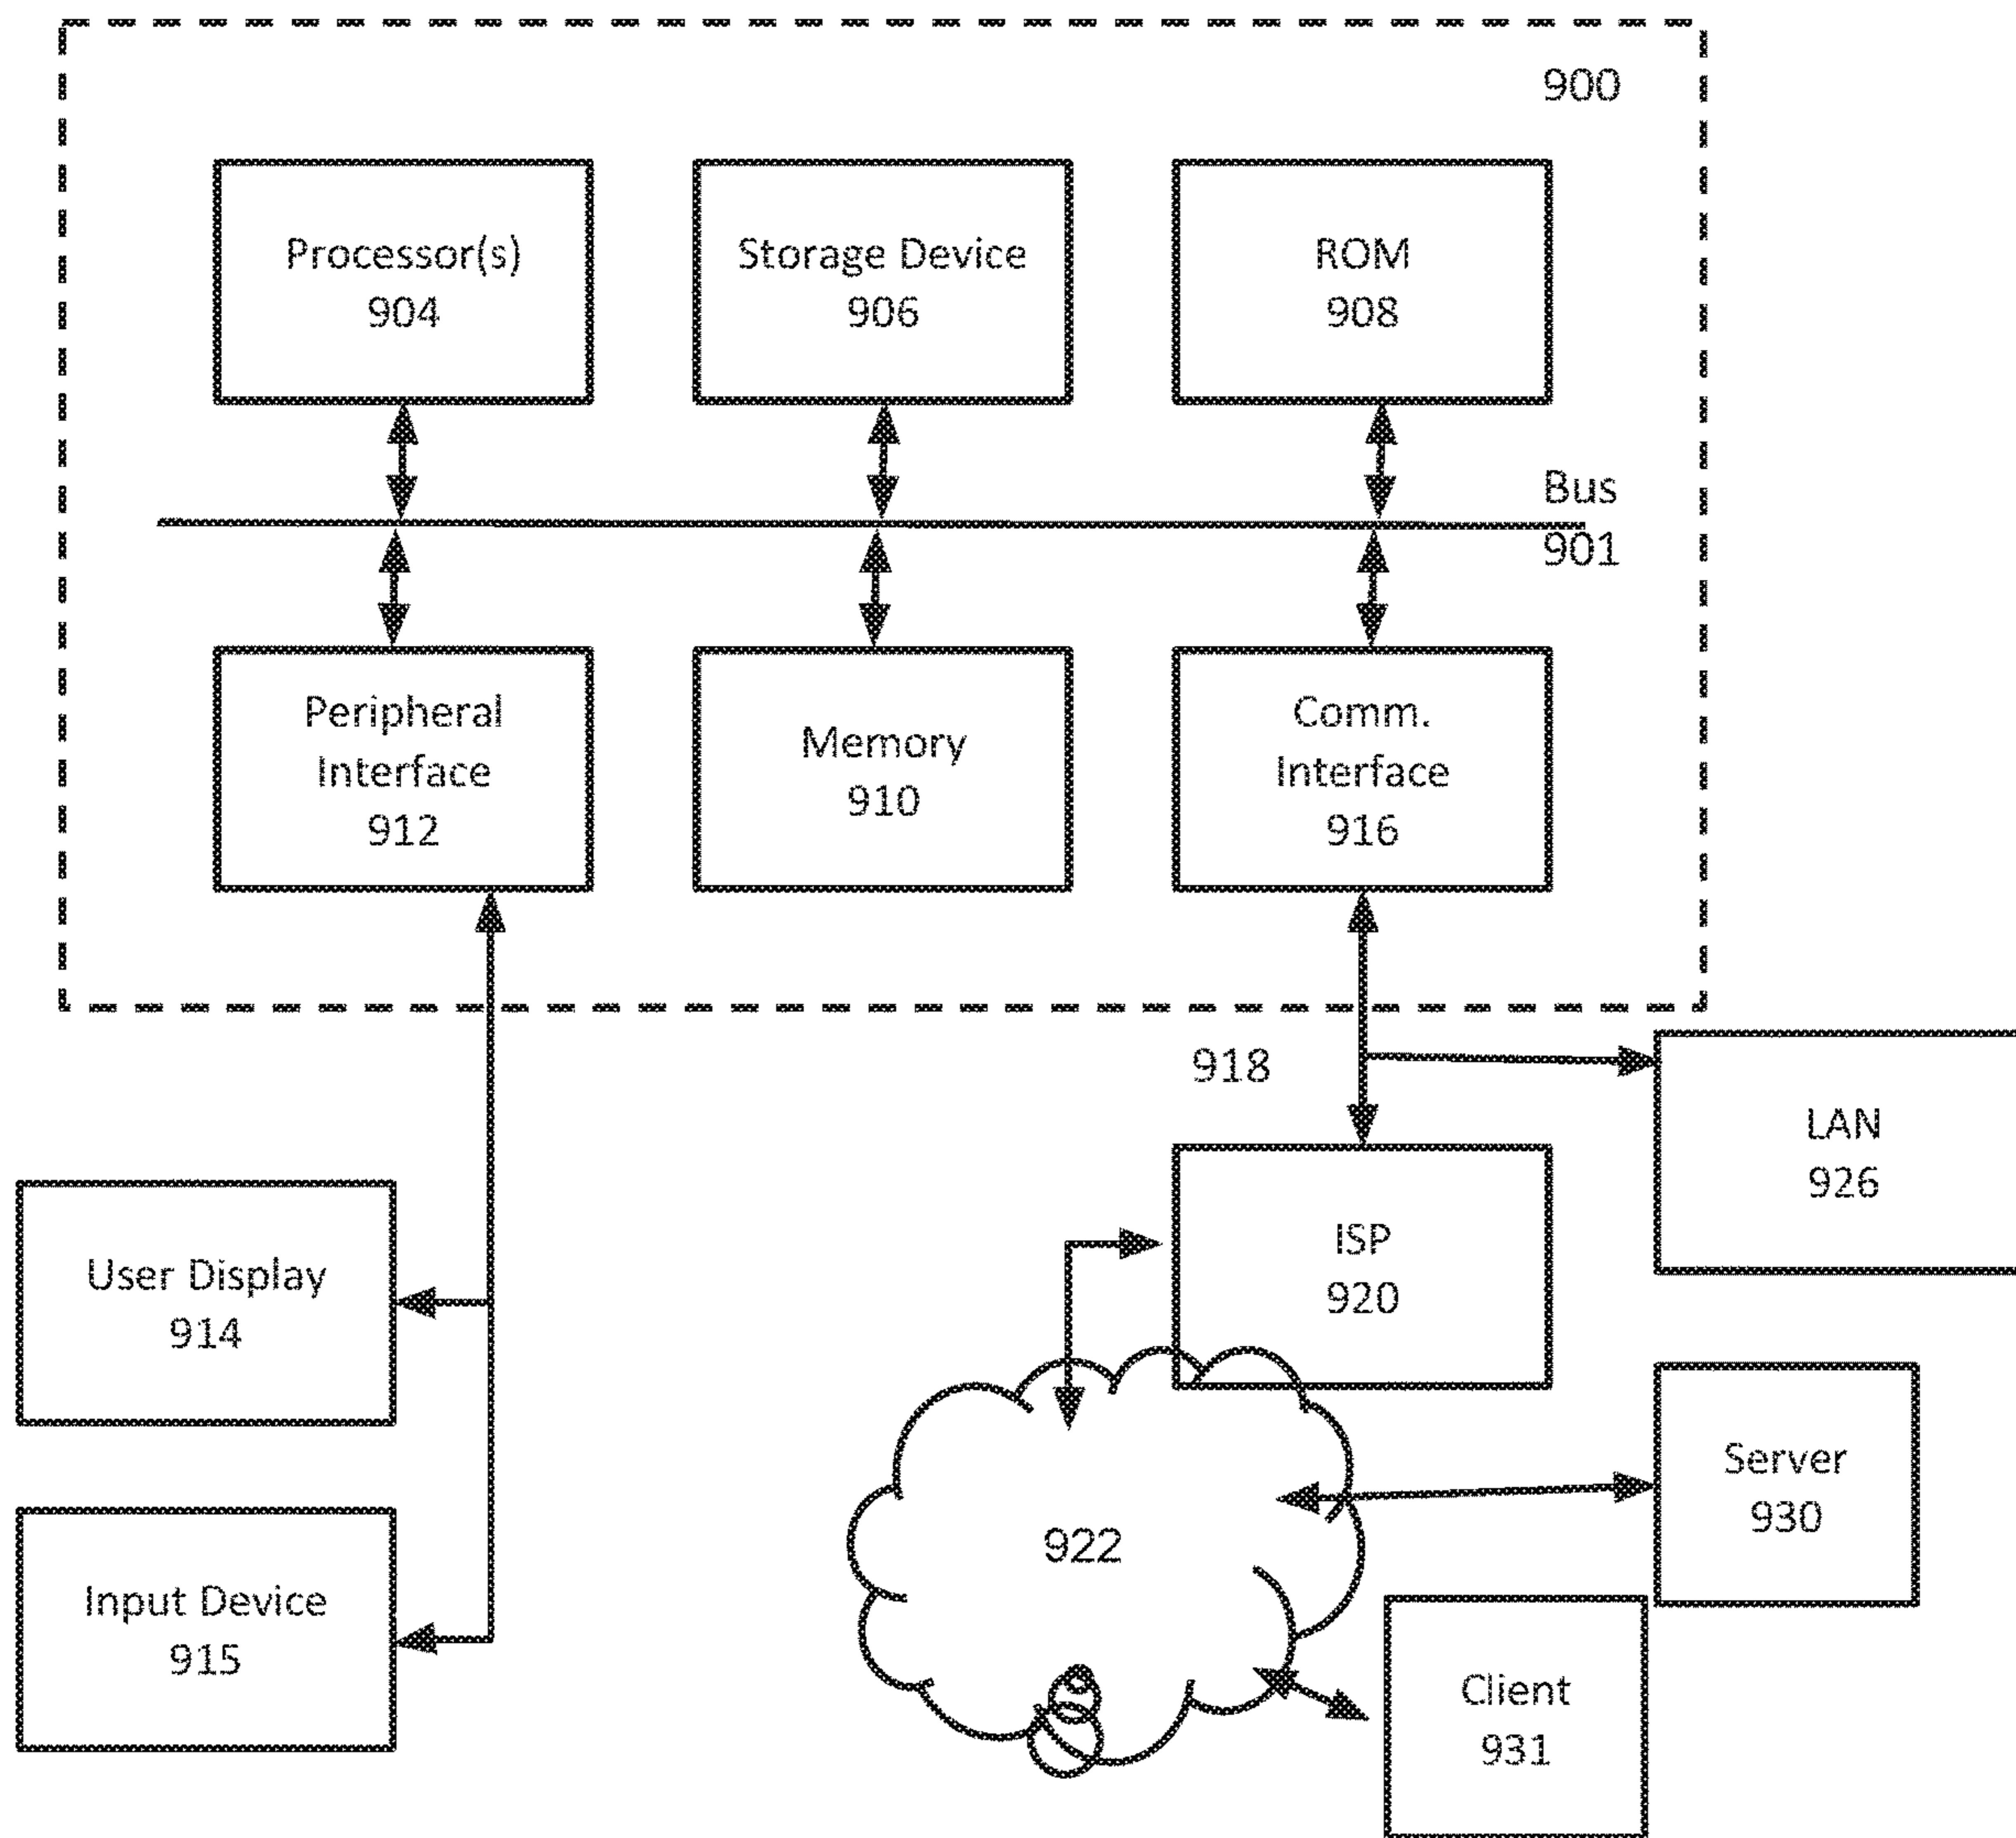 900
Processor(s)
904
Storage Device
906
ROM
908
Bus
901
Peripheral
Interface
912
Memory
910
Comm.
Interface
916
918
LAN
926
User Display
914
ISP
920
Server
930
922
Input Device
915
Client
931